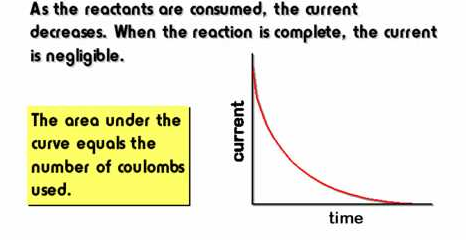 As the reactants are consumed, the current
decreases. When the reaction is complete, the current
is negligible.
The area under the
curve equals the
number of coulombs
used.
current
time